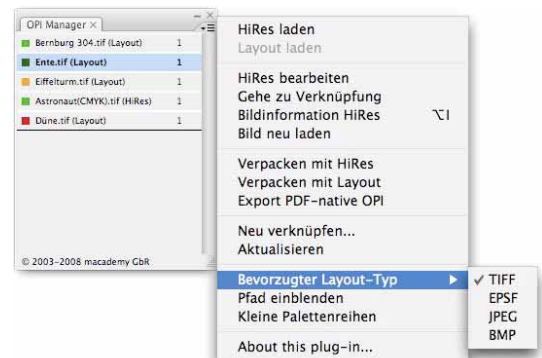 OPI Manager ×
Bernburg 304.tif (Layout) 1
Ente.tif (Layout) 1
Eiffelturm.tif (Layout) 1
Astronaut(CMYK).tif (HiRes) 1
Düne.tif (Layout) 1
© 2003-2008 macademy GbR
HiRes laden
Layout laden
HiRes bearbeiten
Gehe zu Verknüpfung
Bildinformation HiRes ⌥I
Bild neu laden
Verpacken mit HiRes
Verpacken mit Layout
Export PDF-native OPI
Neu verknüpfen...
Aktualisieren
Bevorzugter Layout-Typ ▶
Pfad einblenden
Kleine Palettenreihen
About this plug-in...
✓ TIFF
EPSF
JPEG
BMP